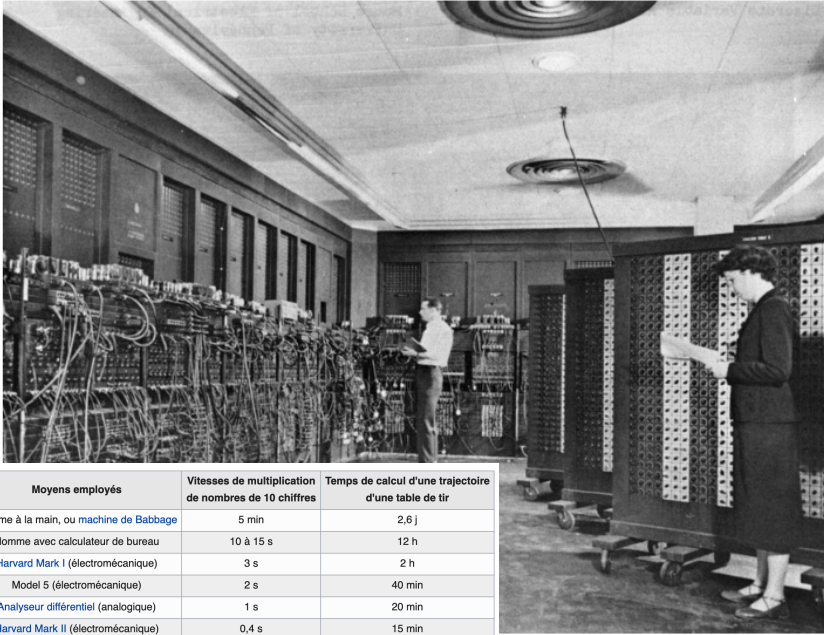 Moyens employés
Vitesses de multiplication
de nombres de 10 chiffres
Temps de calcul d'une trajectoire
d'une table de tir
me à la main, ou machine de Babbage 5 min 2,6 j
Homme avec calculateur de bureau 10 à 15 s 12 h
Harvard Mark I (électromécanique) 3 s 2 h
Model 5 (électromécanique) 2 s 40 min
Analyseur différentiel (analogique) 1 s 20 min
Harvard Mark II (électromécanique) 0,4 s 15 min